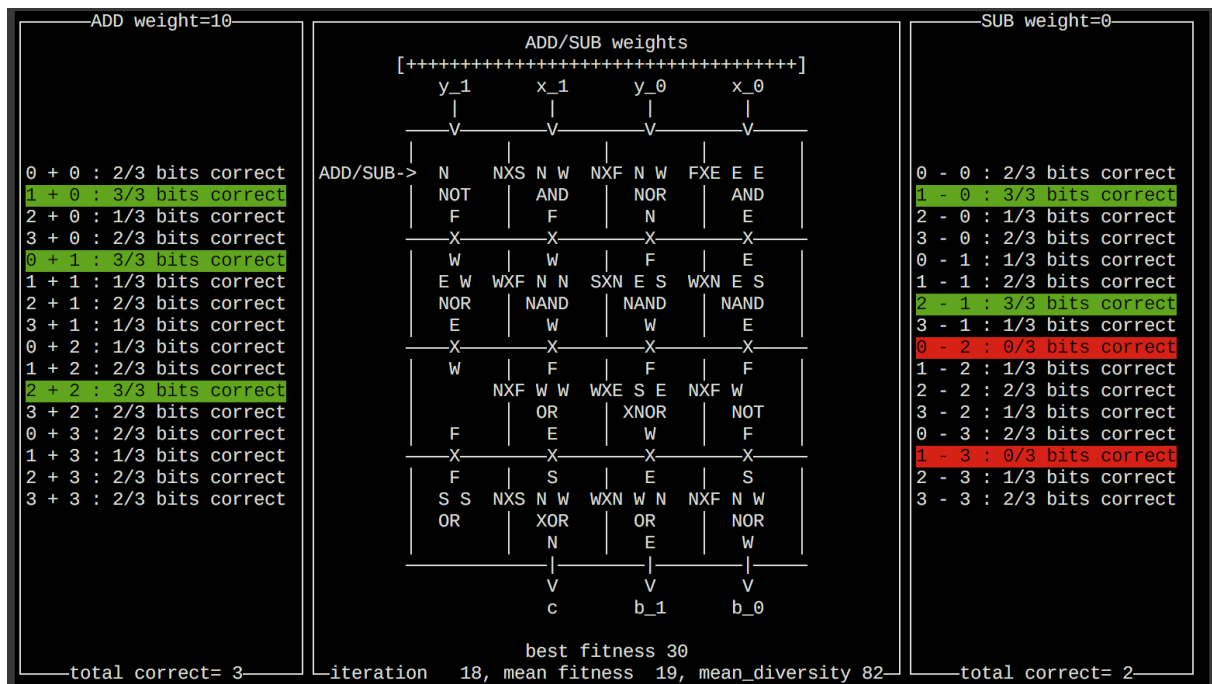 ADD weight=10
0 + 0 : 2/3 bits correct
1 + 0 : 3/3 bits correct
2 + 0 : 1/3 bits correct
3 + 0 : 2/3 bits correct
0 + 1 : 3/3 bits correct
1 + 1 : 1/3 bits correct
2 + 1 : 1/3 bits correct
3 + 1 : 1/3 bits correct
0 + 2 : 1/3 bits correct
1 + 2 : 2/3 bits correct
2 + 2 : 3/3 bits correct
3 + 2 : 2/3 bits correct
0 + 3 : 2/3 bits correct
1 + 3 : 1/3 bits correct
2 + 3 : 2/3 bits correct
3 + 3 : 2/3 bits correct
total correct= 3
ADD/SUB weights
[++++++++++++++++++++++++++++++++++++]
y_1 x_1 y_0 x_0
V V V V
ADD/SUB-> N NXS N W NXF N W FXE E E
NOT AND NOR AND
F F N E
X X X X
W W F E
E W WXF N N SXN E S WXN E S
NOR NAND NAND NAND
E W W E
X X X X
W F F F
NXF W W WXE S E NXF W
OR XNOR NOT
F E W F
X X X X
F S E S
S S NXS N W WXN W N NXF N W
OR XOR OR NOR
N E W
V V V
c b_1 b_0
best fitness 30
iteration 18, mean fitness 19, mean_diversity 82
SUB weight=0
0 - 0 : 2/3 bits correct
1 - 0 : 3/3 bits correct
2 - 0 : 1/3 bits correct
3 - 0 : 2/3 bits correct
0 - 1 : 1/3 bits correct
1 - 1 : 2/3 bits correct
2 - 1 : 3/3 bits correct
3 - 1 : 1/3 bits correct
0 - 2 : 0/3 bits correct
1 - 2 : 1/3 bits correct
2 - 2 : 2/3 bits correct
3 - 2 : 1/3 bits correct
0 - 3 : 2/3 bits correct
1 - 3 : 0/3 bits correct
2 - 3 : 1/3 bits correct
3 - 3 : 2/3 bits correct
total correct= 2